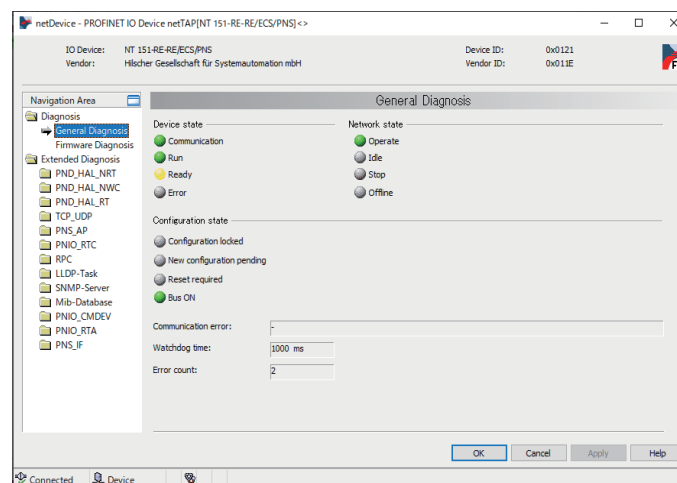 netDevice - PROFINET IO Device netTAP[NT 151-RE-RE/ECS/PNS]<>
IO Device: NT 151-RE-RE/ECS/PNS Device ID: 0x0121
Vendor: Hilscher Gesellschaft für Systemautomation mbH Vendor ID: 0x011E
Navigation Area
General Diagnosis
Diagnosis
General Diagnosis
Firmware Diagnosis
Extended Diagnosis
PND_HAL_NRT
PND_HAL_NWC
PND_HAL_RT
TCP_UDP
PNS_AP
PNIO_RTC
RPC
LLDP-Task
SNMP-Server
Mib-Database
PNIO_CMDEV
PNIO_RTA
PNS_IF
Device state Network state
Communication Operate
Run Idle
Ready Stop
Error Offline
Configuration state
Configuration locked
New configuration pending
Reset required
Bus ON
Communication error: -
Watchdog time: 1000 ms
Error count: 2
OK Cancel Apply Help
Connected Device